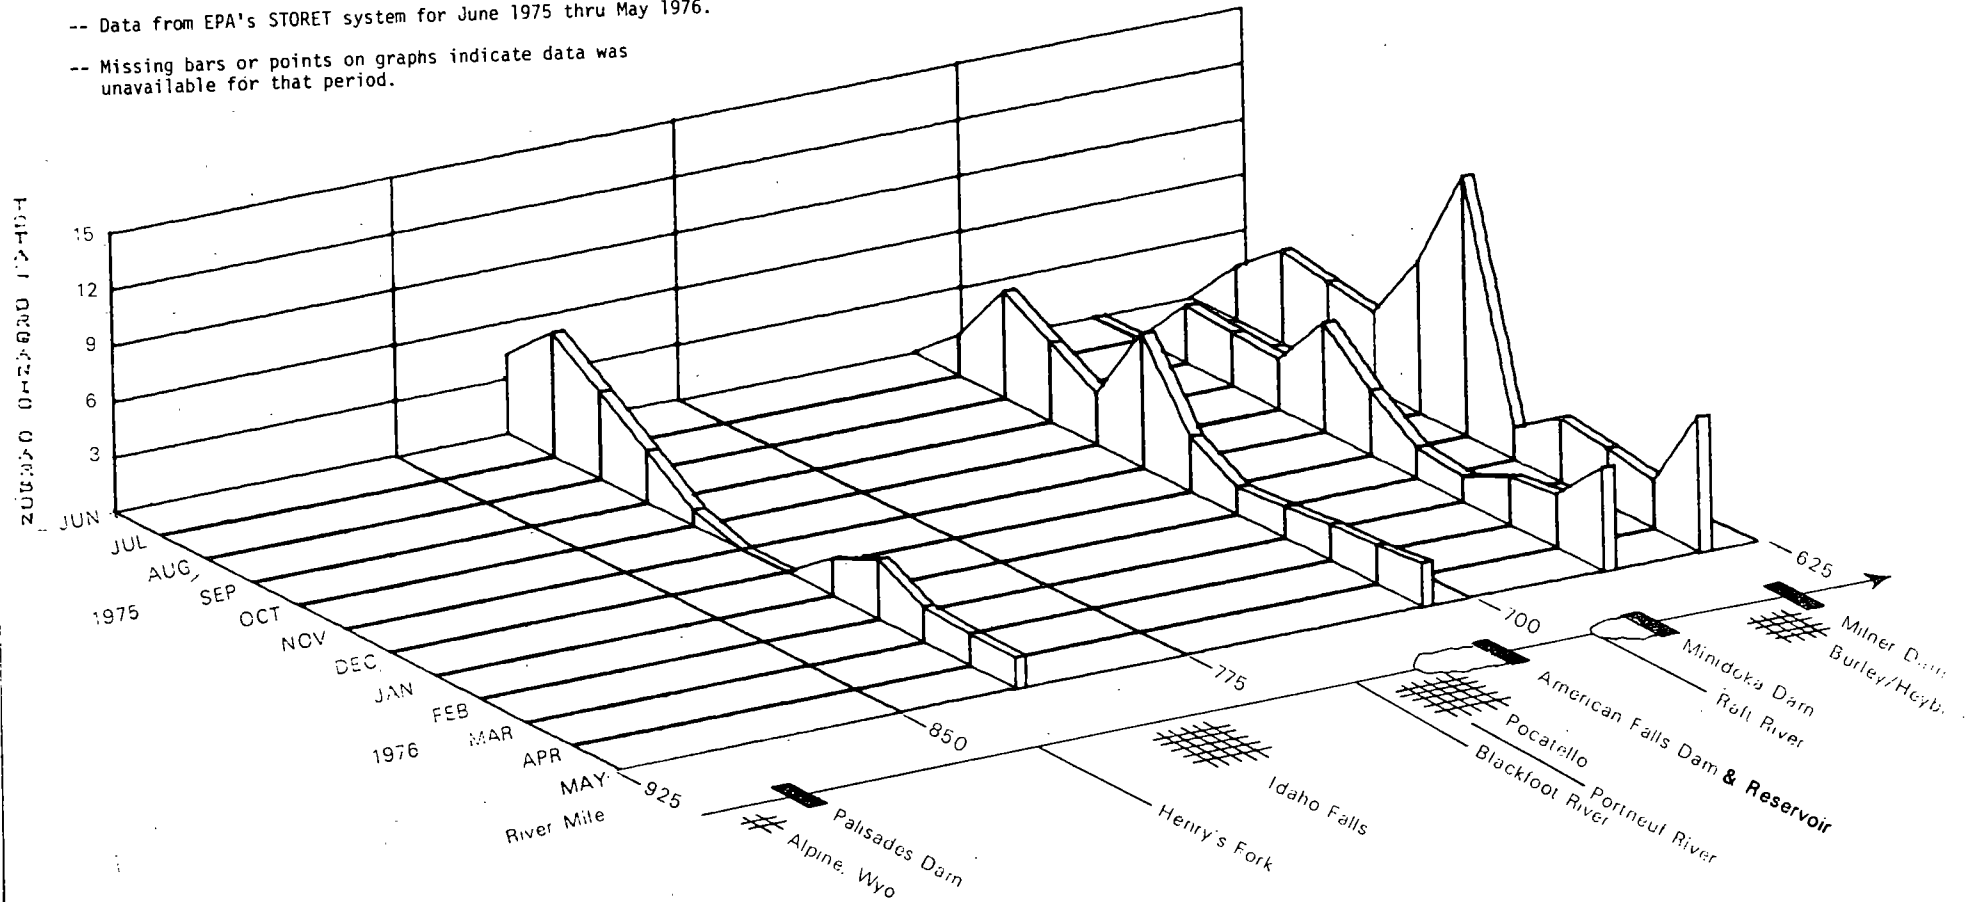 -- Data from EPA's STORET system for June 1975 thru May 1976.
-- Missing bars or points on graphs indicate data was
unavailable for that period.
15
12
9
6
3
JUN
JUL
AUG
SEP
OCT
NOV
DEC
JAN
FEB
MAR
APR
MAY
1975
1976
River Mile
925
850
775
700
625
Palisades Dam
Alpine, Wyo
Henry's Fork
Idaho Falls
Blackfoot River
Portneuf River
Pocatello
American Falls Dam & Reservoir
Raft River
Minidoka Dam
Milner